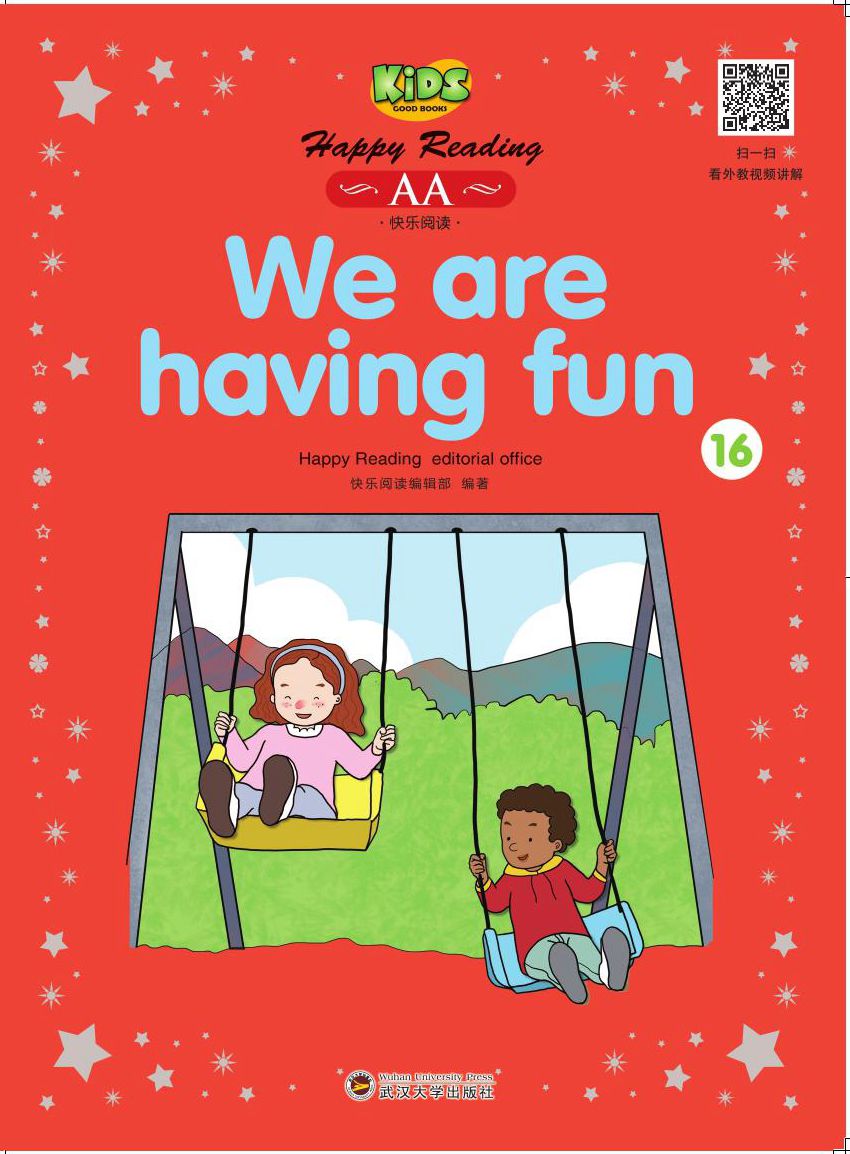 KiDS
GOOD BOOKS
Happy Reading
AA
·快乐阅读·
扫一扫
看外教视频讲解
We are
having fun
16
Happy Reading editorial office
快乐阅读编辑部 编著
Wuhan University Press
武汉大学出版社